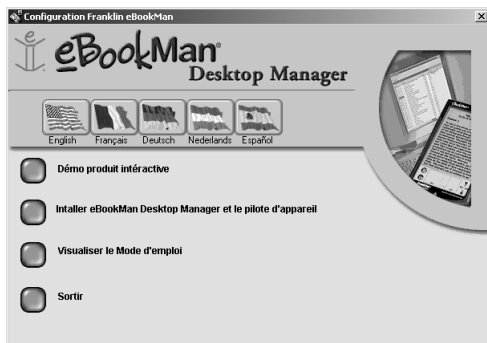 Configuration Franklin eBookMan
eBookMan
Desktop Manager
English Français Deutsch Nederlands Español
Démo produit intéractive
Intaller eBookMan Desktop Manager et le pilote d'appareil
Visualiser le Mode d'emploi
Sortir